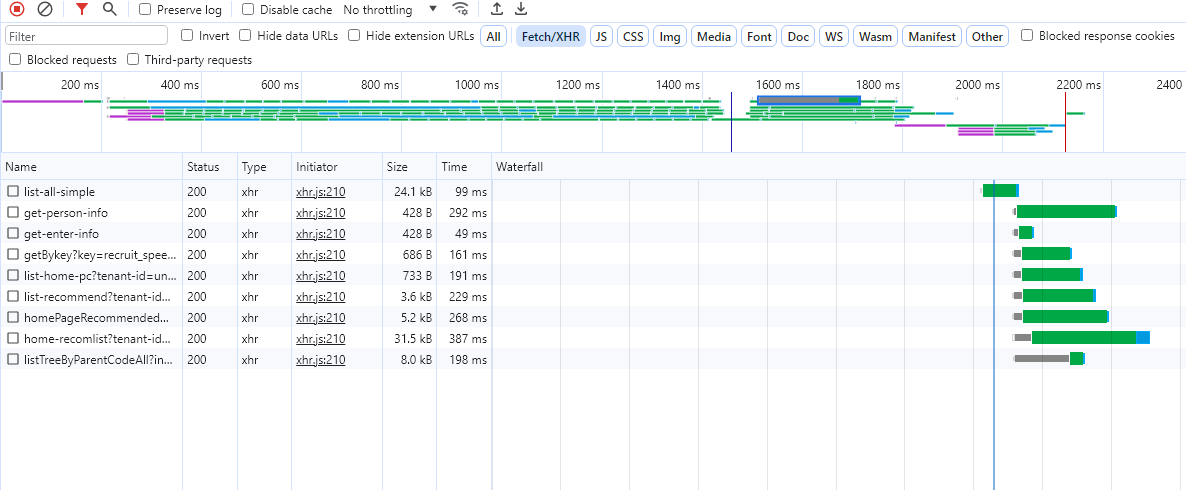 Preserve log Disable cache No throttling
Filter Invert Hide data URLs Hide extension URLs All Fetch/XHR JS CSS Img Media Font Doc WS Wasm Manifest Other Blocked response cookies
Blocked requests Third-party requests
200 ms 400 ms 600 ms 800 ms 1000 ms 1200 ms 1400 ms 1600 ms 1800 ms 2000 ms 2200 ms 2400
Name Status Type Initiator Size Time Waterfall
list-all-simple 200 xhr xhr.js:210 24.1 kB 99 ms
get-person-info 200 xhr xhr.js:210 428 B 292 ms
get-enter-info 200 xhr xhr.js:210 428 B 49 ms
getBykey?key=recruit_spee... 200 xhr xhr.js:210 686 B 161 ms
list-home-pc?tenant-id=un... 200 xhr xhr.js:210 733 B 191 ms
list-recommend?tenant-id... 200 xhr xhr.js:210 3.6 kB 229 ms
homePageRecommended... 200 xhr xhr.js:210 5.2 kB 268 ms
home-recomlist?tenant-id... 200 xhr xhr.js:210 31.5 kB 387 ms
listTreeByParentCodeAll?in... 200 xhr xhr.js:210 8.0 kB 198 ms